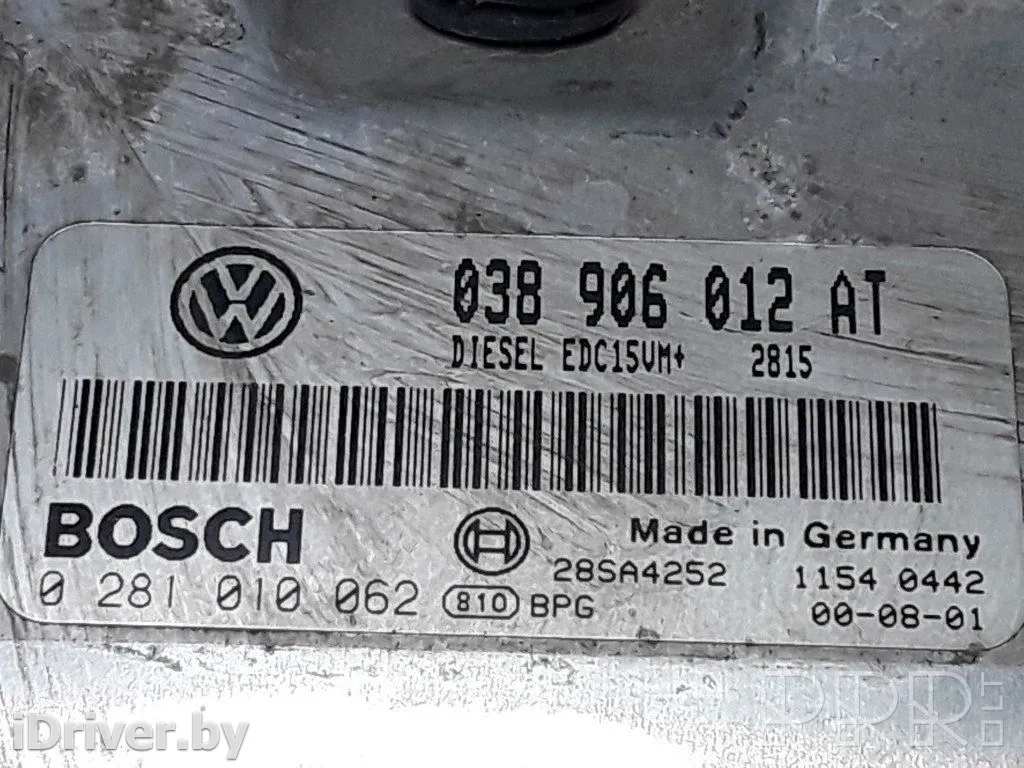 038 906 012 AT
DIESEL EDC15VM+ 2815
BOSCH
Made in Germany
28SA4252 1154 0442
0 281 010 062 810 BPG 00-08-01
iDriver.by
RRR